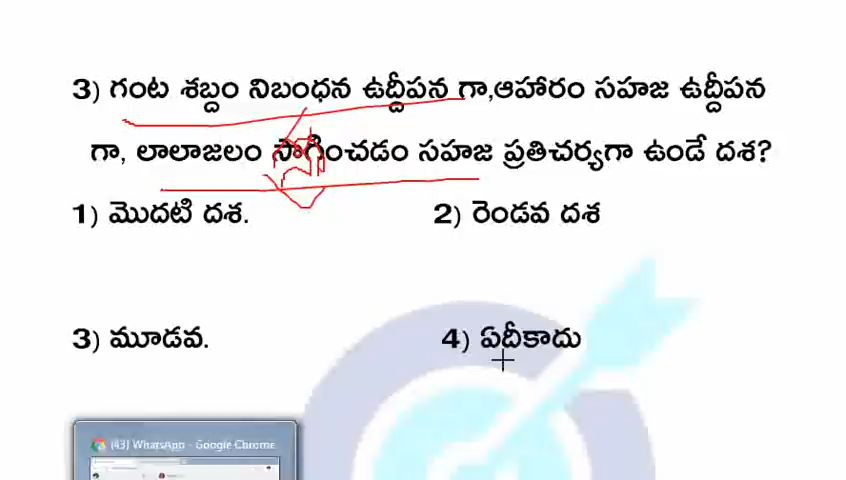 3) గంట శబ్దం నిబంధన ఉద్దీపన గా,ఆహారం సహజ ఉద్దీపన
గా, లాలాజలం స్రాగించడం సహజ ప్రతిచర్యగా ఉండే దశ?
1) మొదటి దశ. 2) రెండవ దశ
3) మూడవ. 4) ఏదీకాదు
(43) WhatsApp - Google Chrome